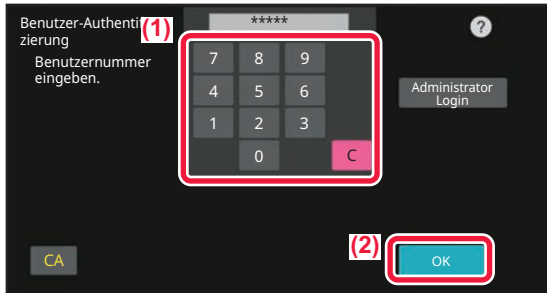 Benutzer-Authenti
zierung
(1)
*****
?
Benutzernummer
eingeben.
7 8 9
4 5 6
1 2 3
0 C
Administrator
Login
(2)
CA
OK